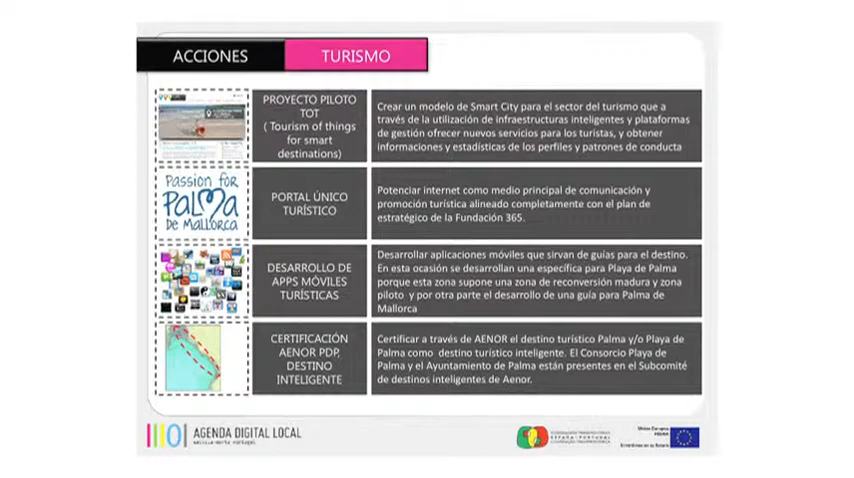 ACCIONES
TURISMO
PROYECTO PILOTO
TOT
( Tourism of things
for smart
destinations)
Crear un modelo de Smart City para el sector del turismo que a
través de la utilización de infraestructuras inteligentes y plataformas
de gestión ofrecer nuevos servicios para los turistas, y obtener
informaciones y estadísticas de los perfiles y patrones de conducta
PASSION FOR
PALMA
DE MALLORCA
PORTAL ÚNICO
TURÍSTICO
Potenciar internet como medio principal de comunicación y
promoción turística alineado completamente con el plan de
estratégico de la Fundación 365.
DESARROLLO DE
APPS MÓVILES
TURÍSTICAS
Desarrollar aplicaciones móviles que sirvan de guías para el destino.
En esta ocasión se desarrollan una específica para Playa de Palma
porque esta zona supone una zona de reconversión madura y zona
piloto y por otra parte el desarrollo de una guía para Palma de
Mallorca
CERTIFICACIÓN
AENOR PDP,
DESTINO
INTELIGENTE
Certificar a través de AENOR el destino turístico Palma y/o Playa de
Palma como destino turístico inteligente. El Consorcio Playa de
Palma y el Ayuntamiento de Palma están presentes en el Subcomité
de destinos inteligentes de Aenor.
AGENDA DIGITAL LOCAL
ESPAÑA - PORTUGAL
Unión Europea